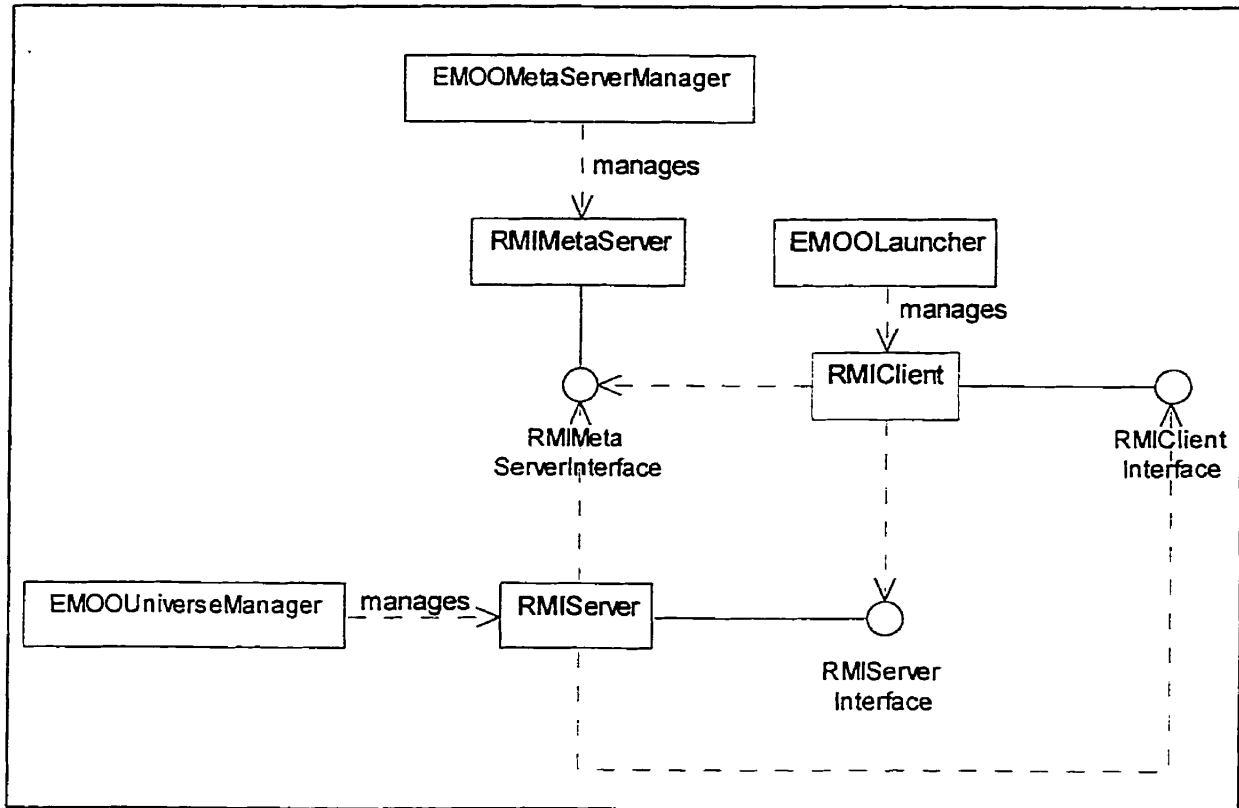 EMOOMetaServerManager
manages
RMIMetaServer
EMOOLauncher
manages
RMIClient
RMIMeta
ServerInterface
RMIClient
Interface
EMOOUniverseManager
manages
RMIServer
RMIServer
Interface